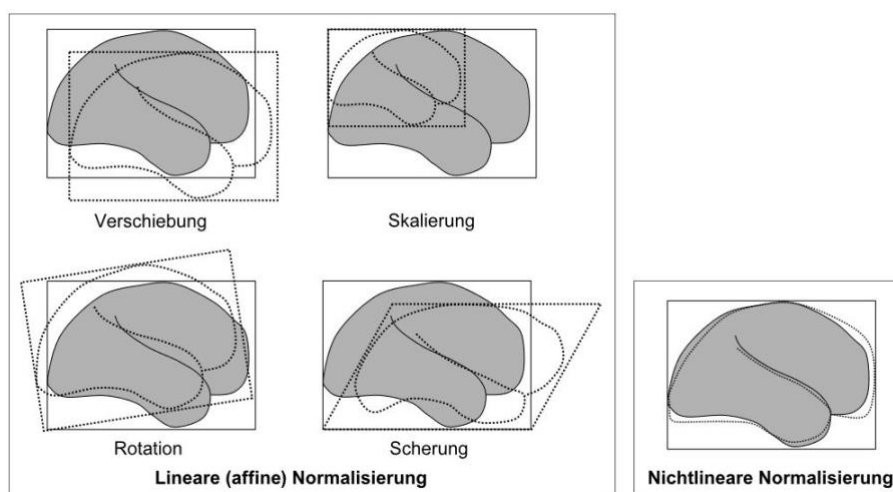 Verschiebung
Skalierung
Rotation
Scherung
Lineare (affine) Normalisierung
Nichtlineare Normalisierung